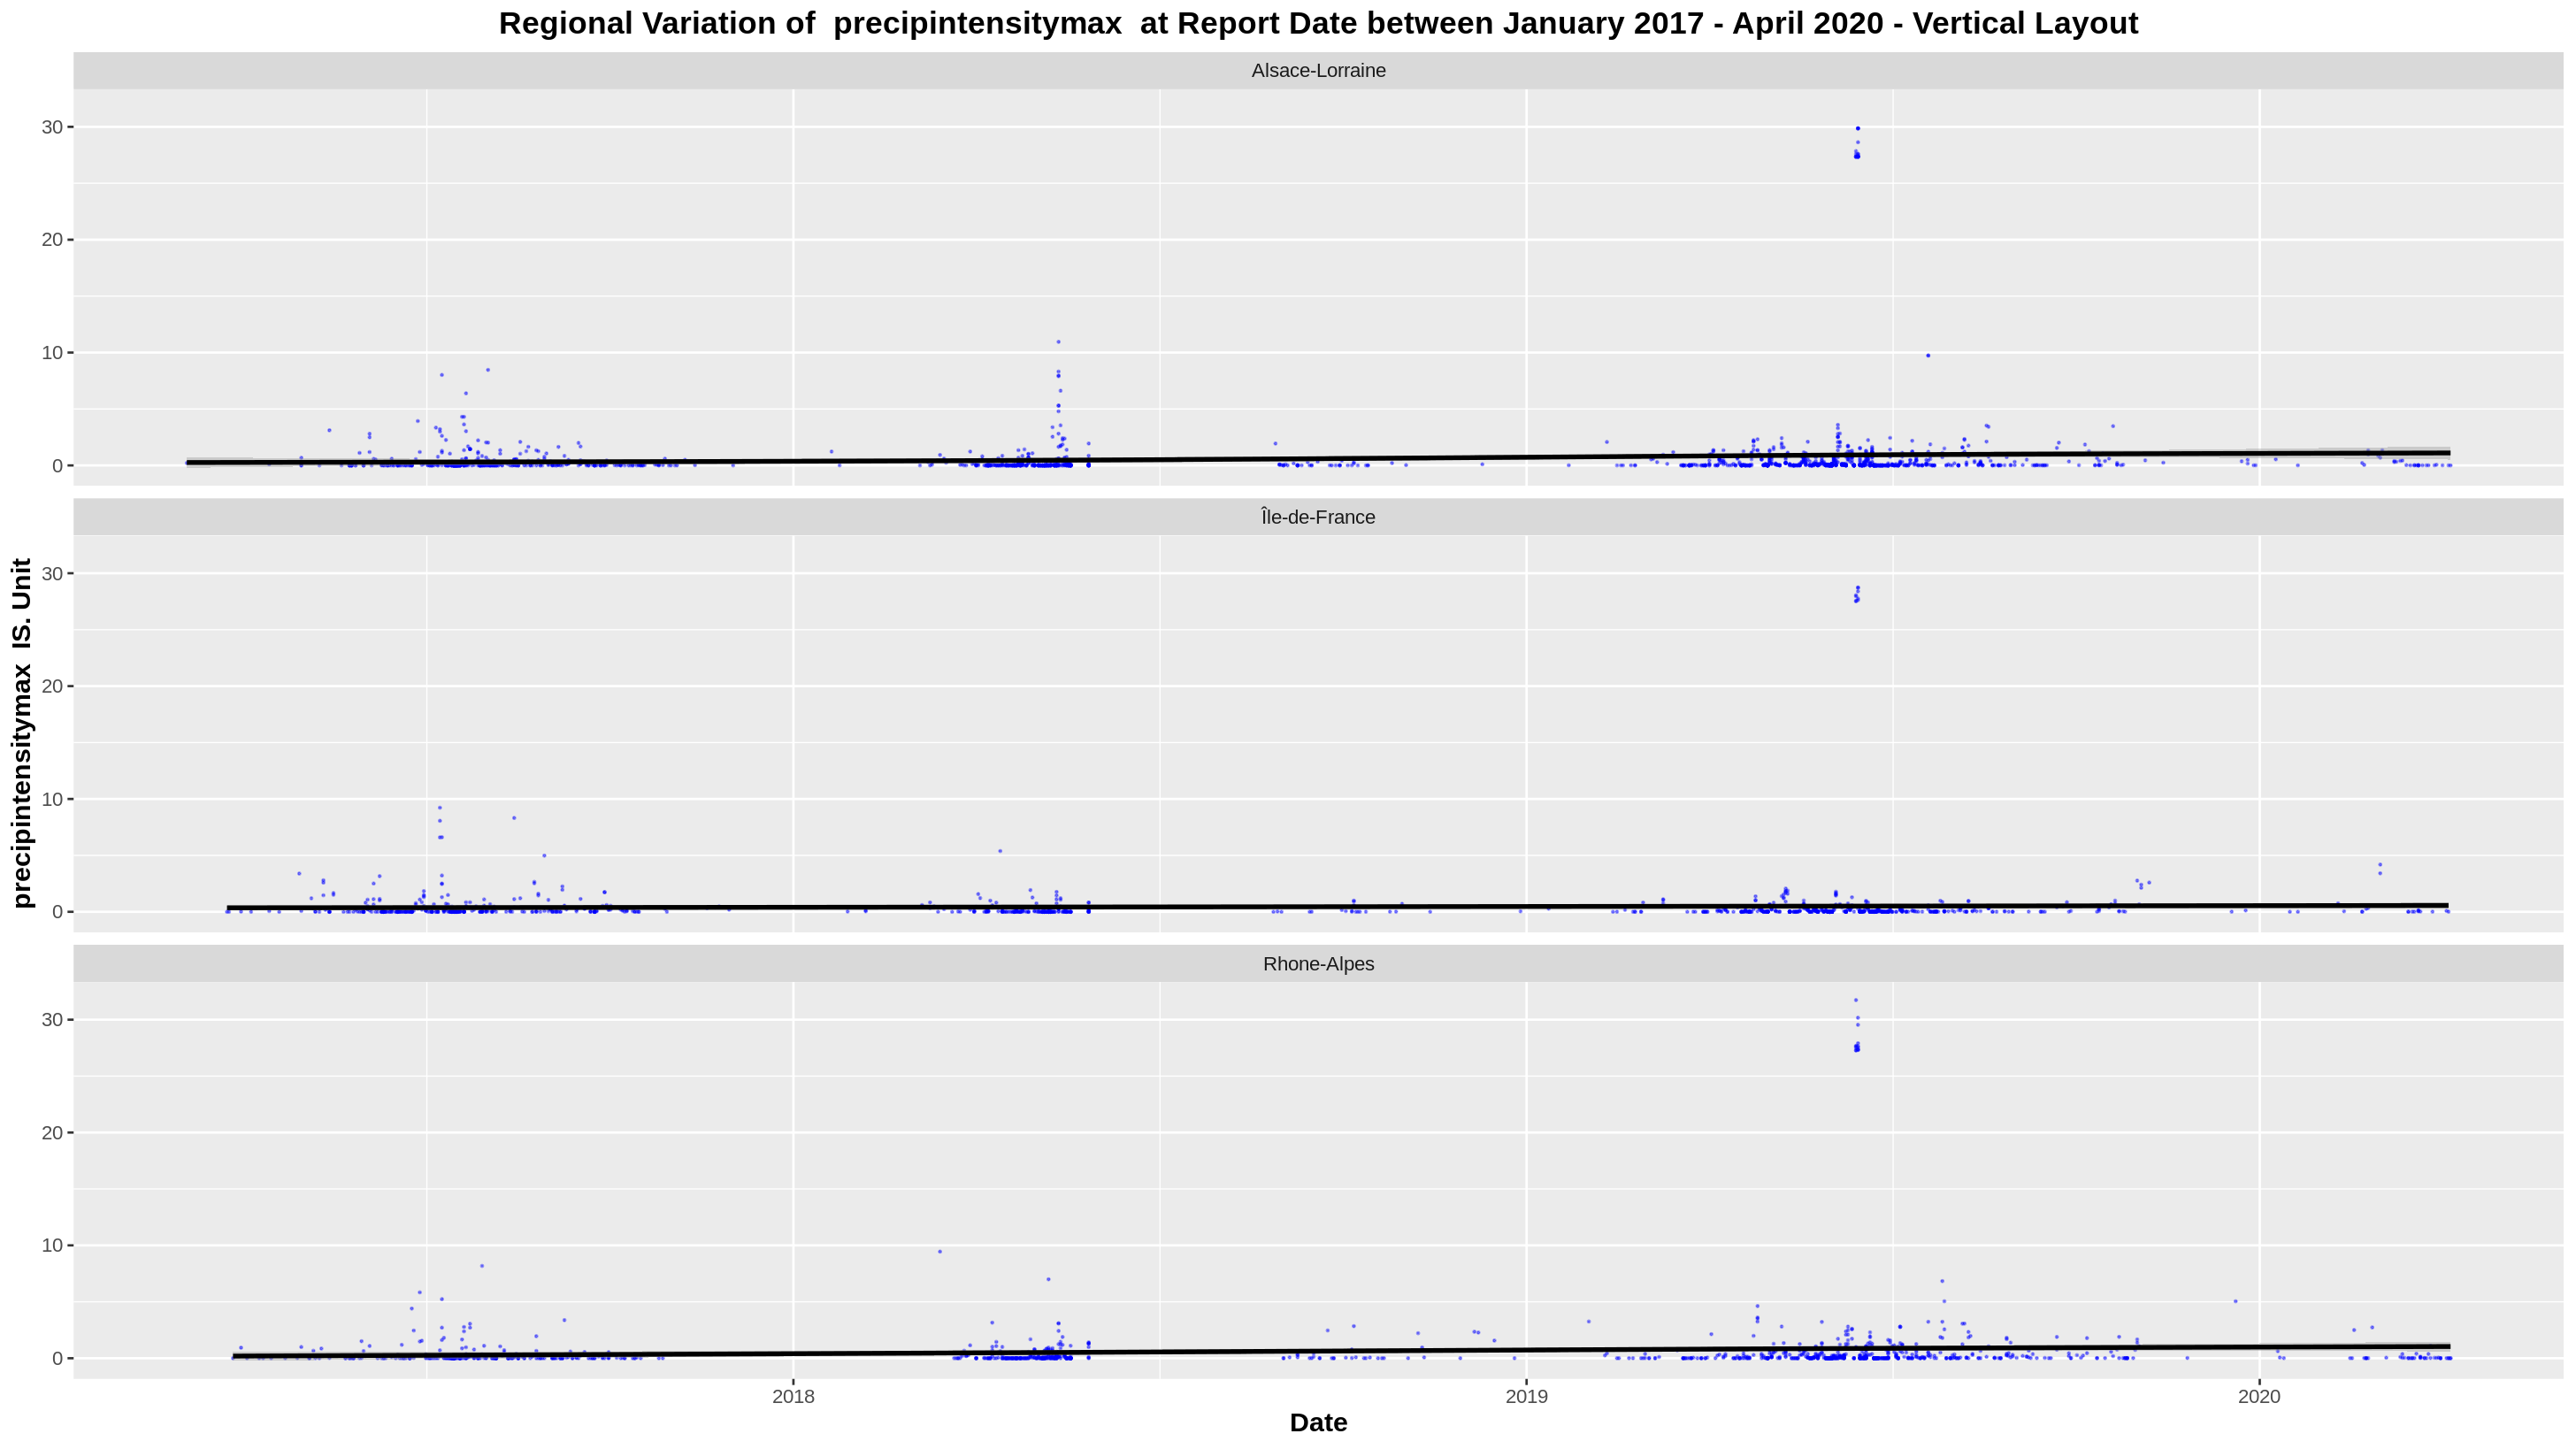 Regional Variation of  precipintensitymax  at Report Date between January 2017 - April 2020 - Vertical Layout
Alsace-Lorraine
30
20
10
0
Île-de-France
30
20
10
0
Rhone-Alpes
30
20
10
0
precipintensitymax  IS. Unit
2018
2019
2020
Date